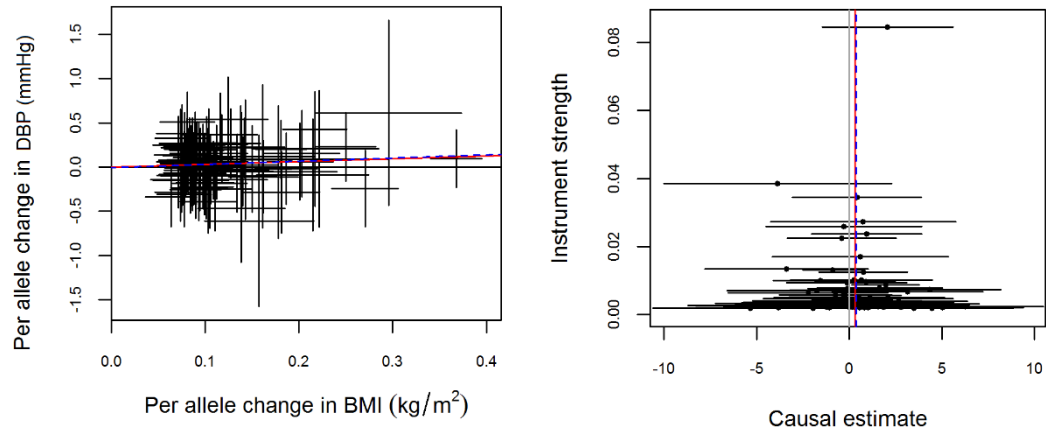 Per allele change in DBP (mmHg)
1.5
1.0
0.5
0.0
-0.5
-1.0
-1.5
0.0 0.1 0.2 0.3 0.4
Per allele change in BMI (kg/m²)
Instrument strength
0.08
0.06
0.04
0.02
0.00
-10 -5 0 5 10
Causal estimate